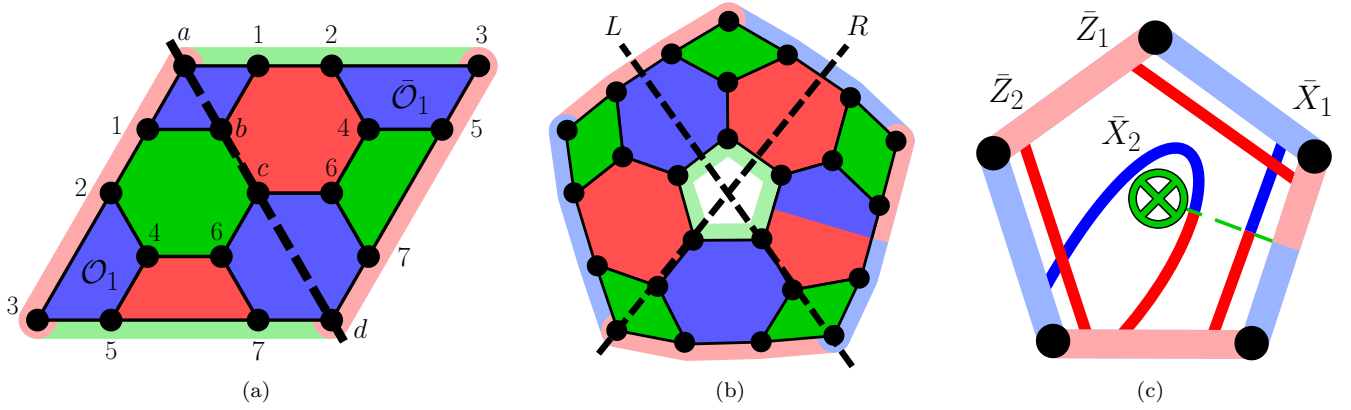 a 1 2 3
1 b 4 5
𝒪̄₁
2 c 6
4 6 7
𝒪₁
3 5 7 d
(a)
L R
(b)
Z̄₁
Z̄₂ X̄₁
X̄₂
(c)